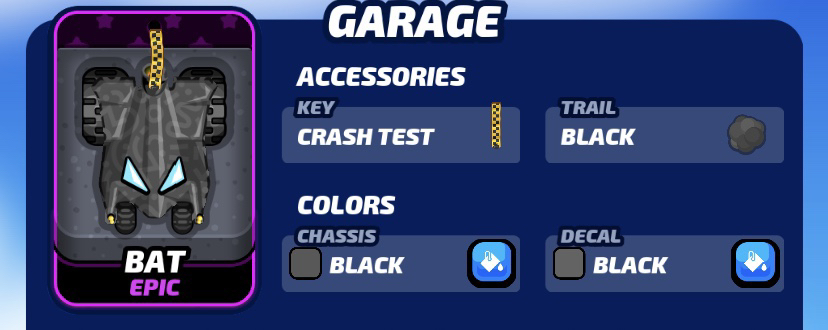 GARAGE
BAT
EPIC
ACCESSORIES
KEY
CRASH TEST
TRAIL
BLACK
COLORS
CHASSIS
BLACK
DECAL
BLACK